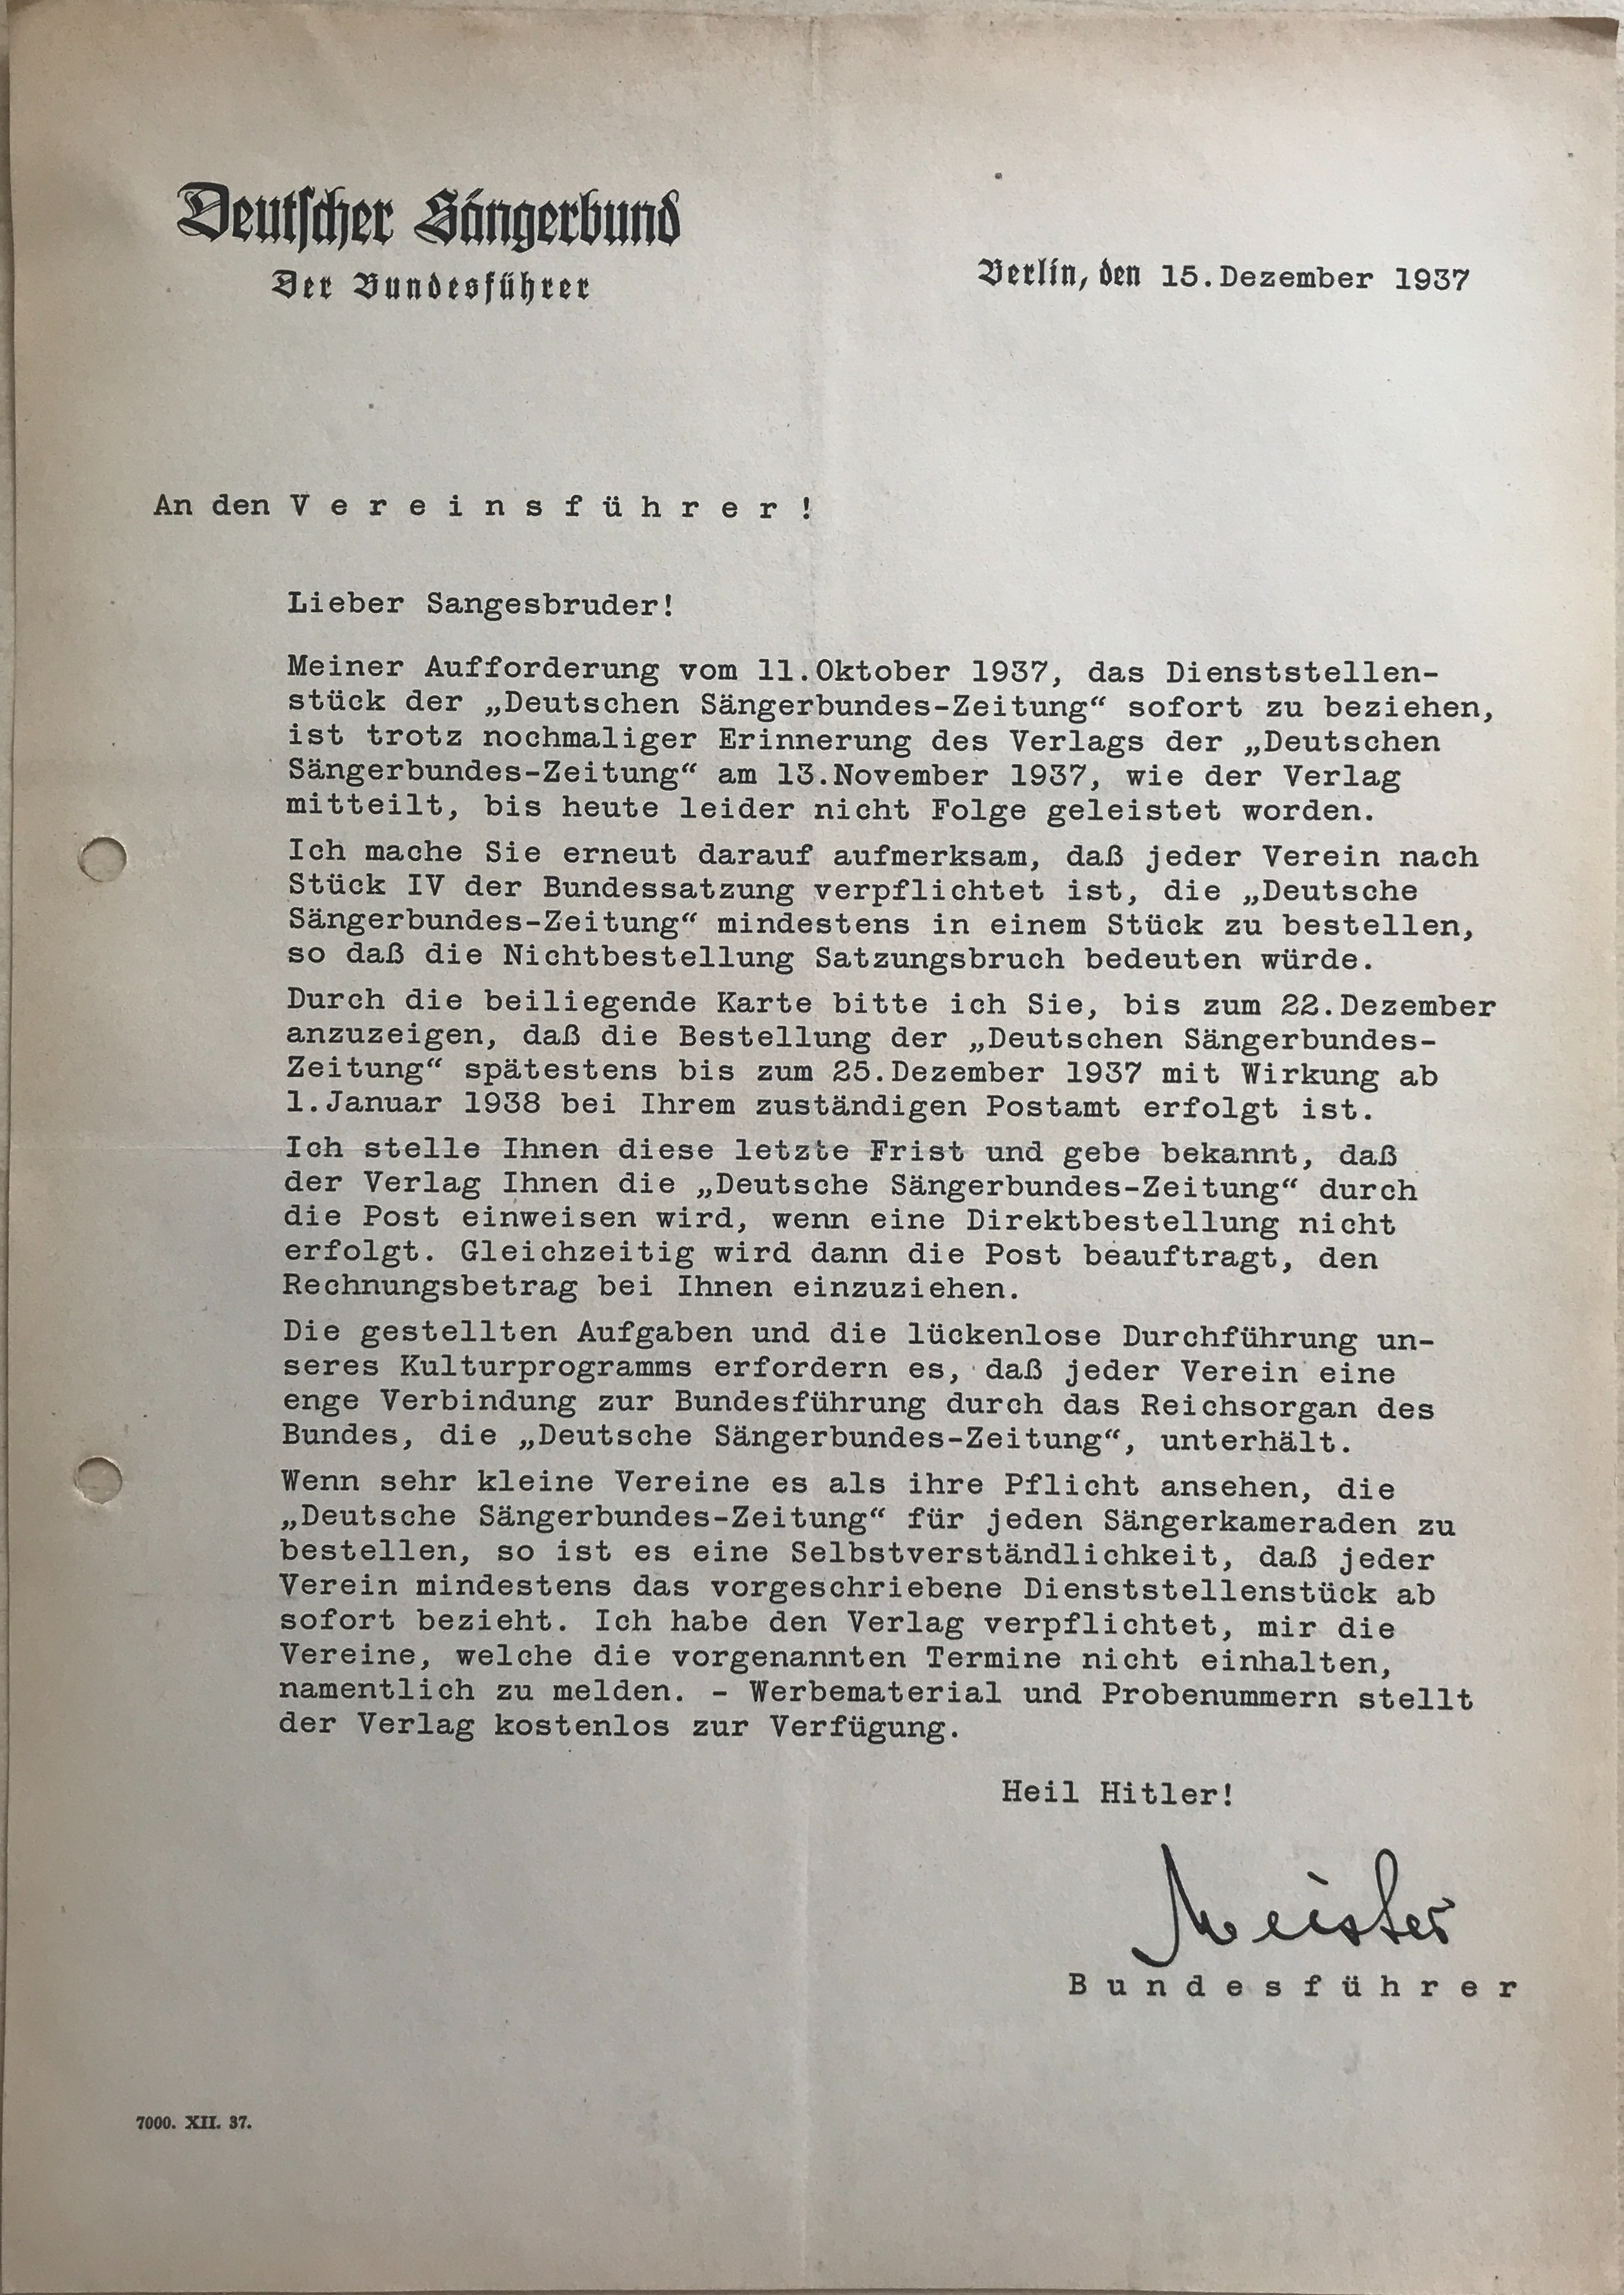 Deutscher Sängerbund
Der Bundesführer
Berlin, den 15.Dezember 1937
An den V e r e i n s f ü h r e r !
Lieber Sangesbruder!
Meiner Aufforderung vom 11.Oktober 1937, das Dienststellen-
stück der „Deutschen Sängerbundes-Zeitung“ sofort zu beziehen,
ist trotz nochmaliger Erinnerung des Verlags der „Deutschen
Sängerbundes-Zeitung“ am 13.November 1937, wie der Verlag
mitteilt, bis heute leider nicht Folge geleistet worden.
Ich mache Sie erneut darauf aufmerksam, daß jeder Verein nach
Stück IV der Bundessatzung verpflichtet ist, die „Deutsche
Sängerbundes-Zeitung“ mindestens in einem Stück zu bestellen,
so daß die Nichtbestellung Satzungsbruch bedeuten würde.
Durch die beiliegende Karte bitte ich Sie, bis zum 22.Dezember
anzuzeigen, daß die Bestellung der „Deutschen Sängerbundes-
Zeitung“ spätestens bis zum 25.Dezember 1937 mit Wirkung ab
1.Januar 1938 bei Ihrem zuständigen Postamt erfolgt ist.
Ich stelle Ihnen diese letzte Frist und gebe bekannt, daß
der Verlag Ihnen die „Deutsche Sängerbundes-Zeitung“ durch
die Post einweisen wird, wenn eine Direktbestellung nicht
erfolgt. Gleichzeitig wird dann die Post beauftragt, den
Rechnungsbetrag bei Ihnen einzuziehen.
Die gestellten Aufgaben und die lückenlose Durchführung un-
seres Kulturprogramms erfordern es, daß jeder Verein eine
enge Verbindung zur Bundesführung durch das Reichsorgan des
Bundes, die „Deutsche Sängerbundes-Zeitung“, unterhält.
Wenn sehr kleine Vereine es als ihre Pflicht ansehen, die
„Deutsche Sängerbundes-Zeitung“ für jeden Sängerkameraden zu
bestellen, so ist es eine Selbstverständlichkeit, daß jeder
Verein mindestens das vorgeschriebene Dienststellenstück ab
sofort bezieht. Ich habe den Verlag verpflichtet, mir die
Vereine, welche die vorgenannten Termine nicht einhalten,
namentlich zu melden. - Werbematerial und Probenummern stellt
der Verlag kostenlos zur Verfügung.
Heil Hitler!
Meister
B u n d e s f ü h r e r
7000. XII. 37.